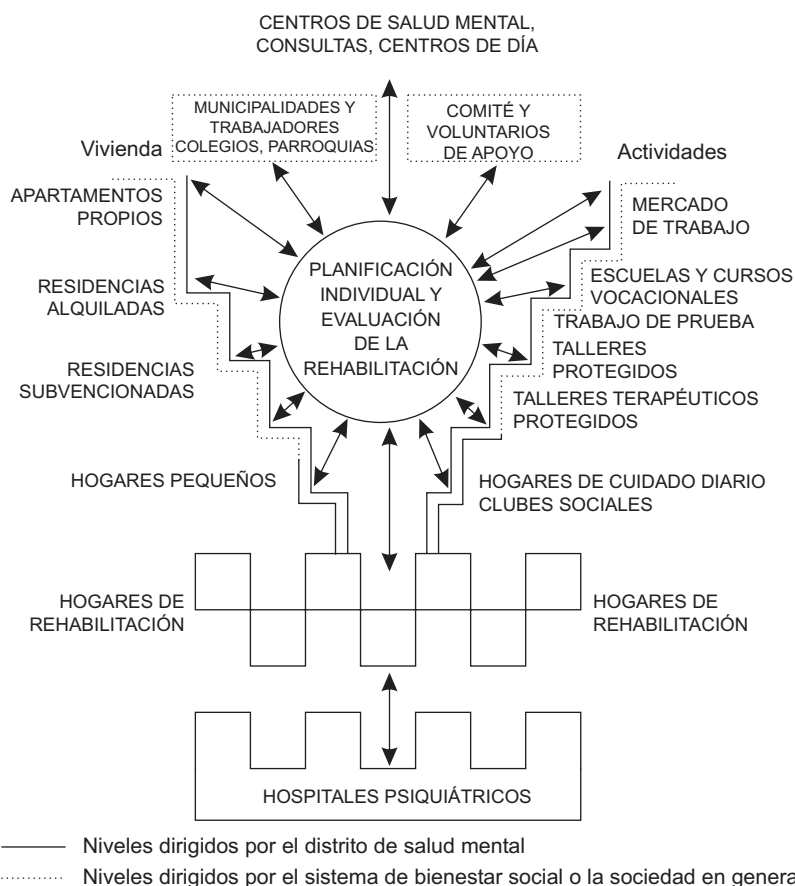 CENTROS DE SALUD MENTAL,
CONSULTAS, CENTROS DE DÍA
MUNICIPALIDADES Y
TRABAJADORES
COLEGIOS, PARROQUIAS
COMITÉ Y
VOLUNTARIOS
DE APOYO
Vivienda
Actividades
APARTAMENTOS
PROPIOS
MERCADO
DE TRABAJO
PLANIFICACIÓN
INDIVIDUAL Y
EVALUACIÓN
DE LA
REHABILITACIÓN
RESIDENCIAS
ALQUILADAS
ESCUELAS Y CURSOS
VOCACIONALES
TRABAJO DE PRUEBA
RESIDENCIAS
SUBVENCIONADAS
TALLERES
PROTEGIDOS
TALLERES TERAPÉUTICOS
PROTEGIDOS
HOGARES PEQUEÑOS
HOGARES DE CUIDADO DIARIO
CLUBES SOCIALES
HOGARES DE
REHABILITACIÓN
HOGARES DE
REHABILITACIÓN
HOSPITALES PSIQUIÁTRICOS
Niveles dirigidos por el distrito de salud mental
Niveles dirigidos por el sistema de bienestar social o la sociedad en genera